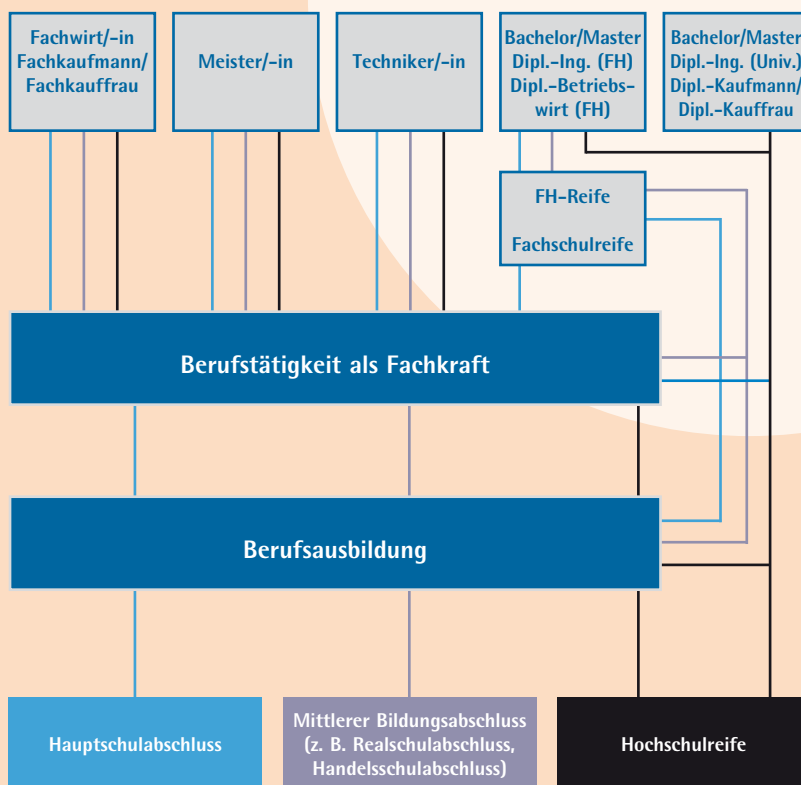 Fachwirt/-in
Fachkaufmann/
Fachkauffrau
Meister/-in
Techniker/-in
Bachelor/Master
Dipl.-Ing. (FH)
Dipl.-Betriebs-
wirt (FH)
Bachelor/Master
Dipl.-Ing. (Univ.)
Dipl.-Kaufmann/
Dipl.-Kauffrau
FH-Reife
Fachschulreife
Berufstätigkeit als Fachkraft
Berufsausbildung
Hauptschulabschluss
Mittlerer Bildungsabschluss
(z. B. Realschulabschluss,
Handelsschulabschluss)
Hochschulreife